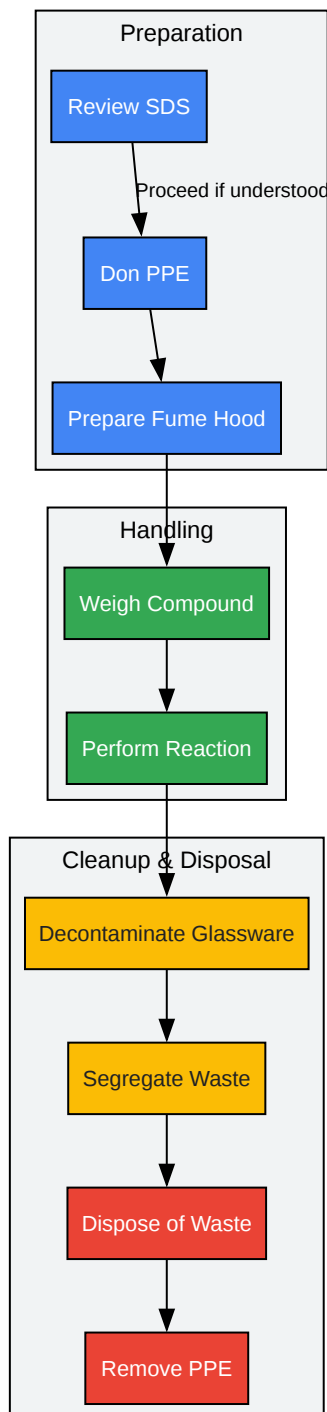 Preparation
Review SDS
Proceed if understood
Don PPE
Prepare Fume Hood
Handling
Weigh Compound
Perform Reaction
Cleanup & Disposal
Decontaminate Glassware
Segregate Waste
Dispose of Waste
Remove PPE